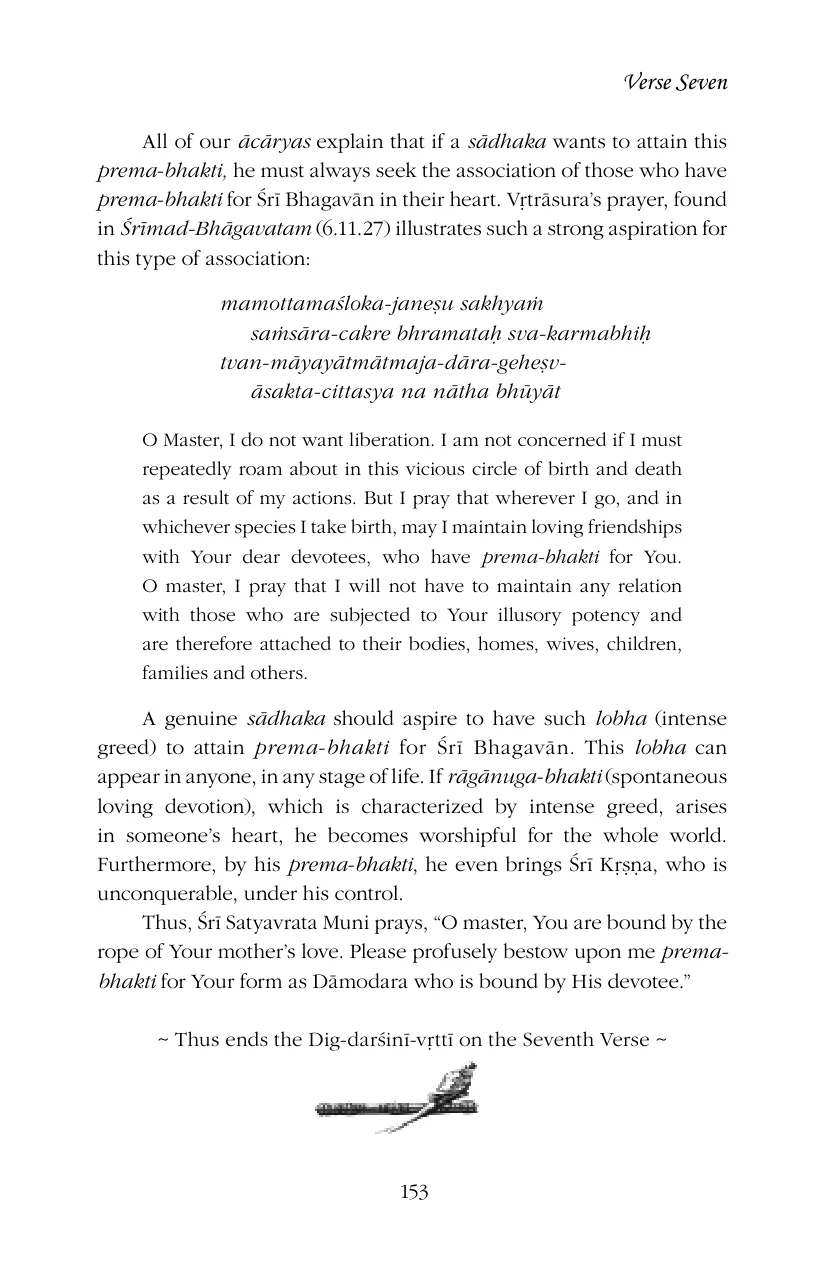 Verse Seven
All of our ācāryas explain that if a sādhaka wants to attain this
prema-bhakti, he must always seek the association of those who have
prema-bhakti for Śrī Bhagavān in their heart. Vṛtrāsura’s prayer, found
in Śrīmad-Bhāgavatam (6.11.27) illustrates such a strong aspiration for
this type of association:
mamottamaśloka-janeṣu sakhyaṁ
saṁsāra-cakre bhramataḥ sva-karmabhiḥ
tvan-māyayātmātmaja-dāra-geheṣv-
āsakta-cittasya na nātha bhūyāt
O Master, I do not want liberation. I am not concerned if I must
repeatedly roam about in this vicious circle of birth and death
as a result of my actions. But I pray that wherever I go, and in
whichever species I take birth, may I maintain loving friendships
with Your dear devotees, who have prema-bhakti for You.
O master, I pray that I will not have to maintain any relation
with those who are subjected to Your illusory potency and
are therefore attached to their bodies, homes, wives, children,
families and others.
A genuine sādhaka should aspire to have such lobha (intense
greed) to attain prema-bhakti for Śrī Bhagavān. This lobha can
appear in anyone, in any stage of life. If rāgānuga-bhakti (spontaneous
loving devotion), which is characterized by intense greed, arises
in someone’s heart, he becomes worshipful for the whole world.
Furthermore, by his prema-bhakti, he even brings Śrī Kṛṣṇa, who is
unconquerable, under his control.
Thus, Śrī Satyavrata Muni prays, “O master, You are bound by the
rope of Your mother’s love. Please profusely bestow upon me prema-
bhakti for Your form as Dāmodara who is bound by His devotee.”
~ Thus ends the Dig-darśinī-vṛttī on the Seventh Verse ~
153